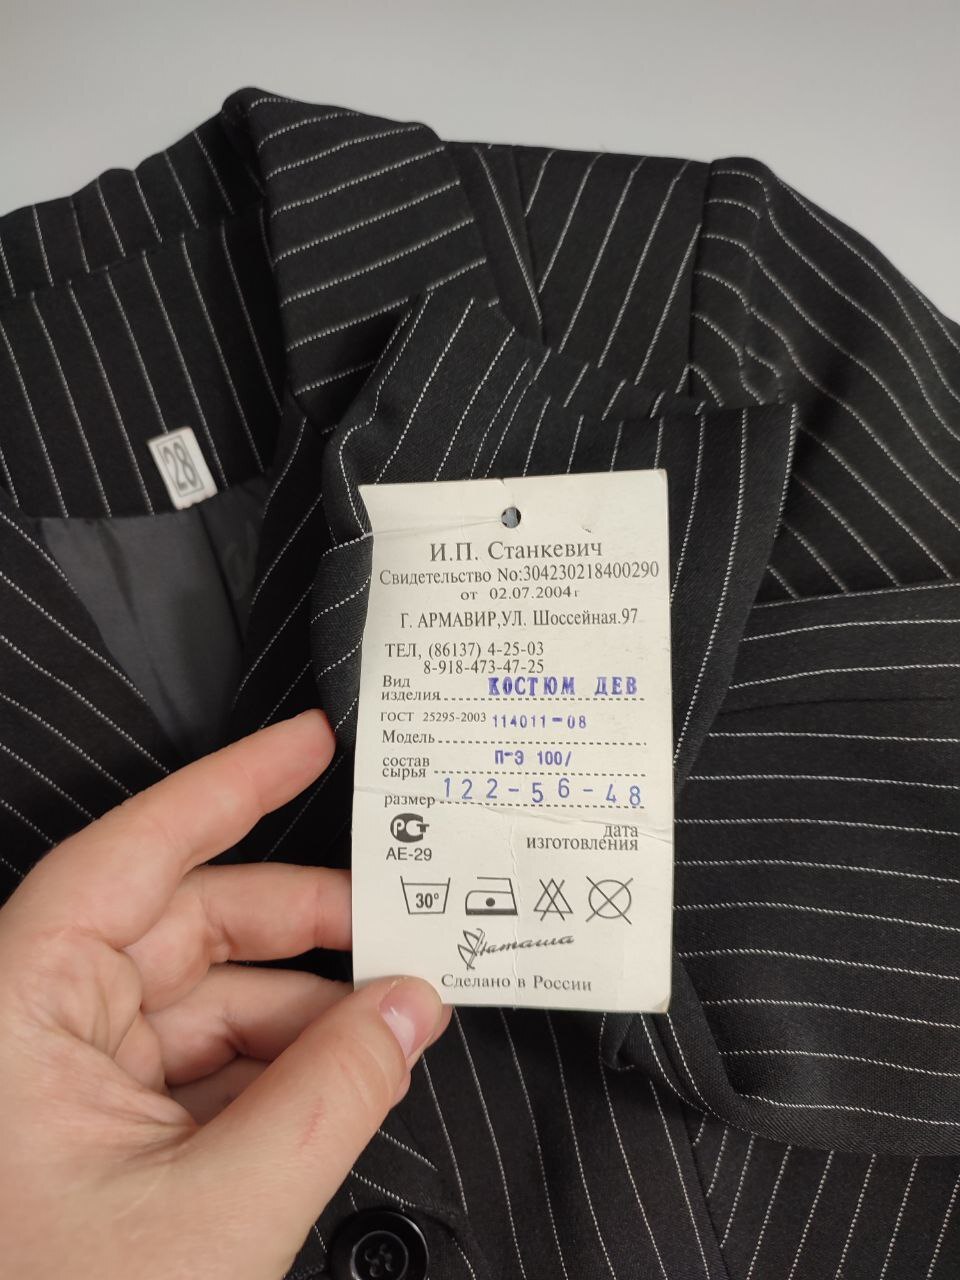 28
И.П. Станкевич
Свидетельство No:304230218400290
от 02.07.2004г
Г. АРМАВИР,УЛ. Шоссейная.97
ТЕЛ, (86137) 4-25-03
8-918-473-47-25
Вид изделия КОСТЮМ ДЕВ
ГОСТ 25295-2003 114011-08
Модель
состав сырья П-Э 100/
размер 122-56-48
РСТ
АЕ-29
дата
изготовления
30°
Наташа
Сделано в России